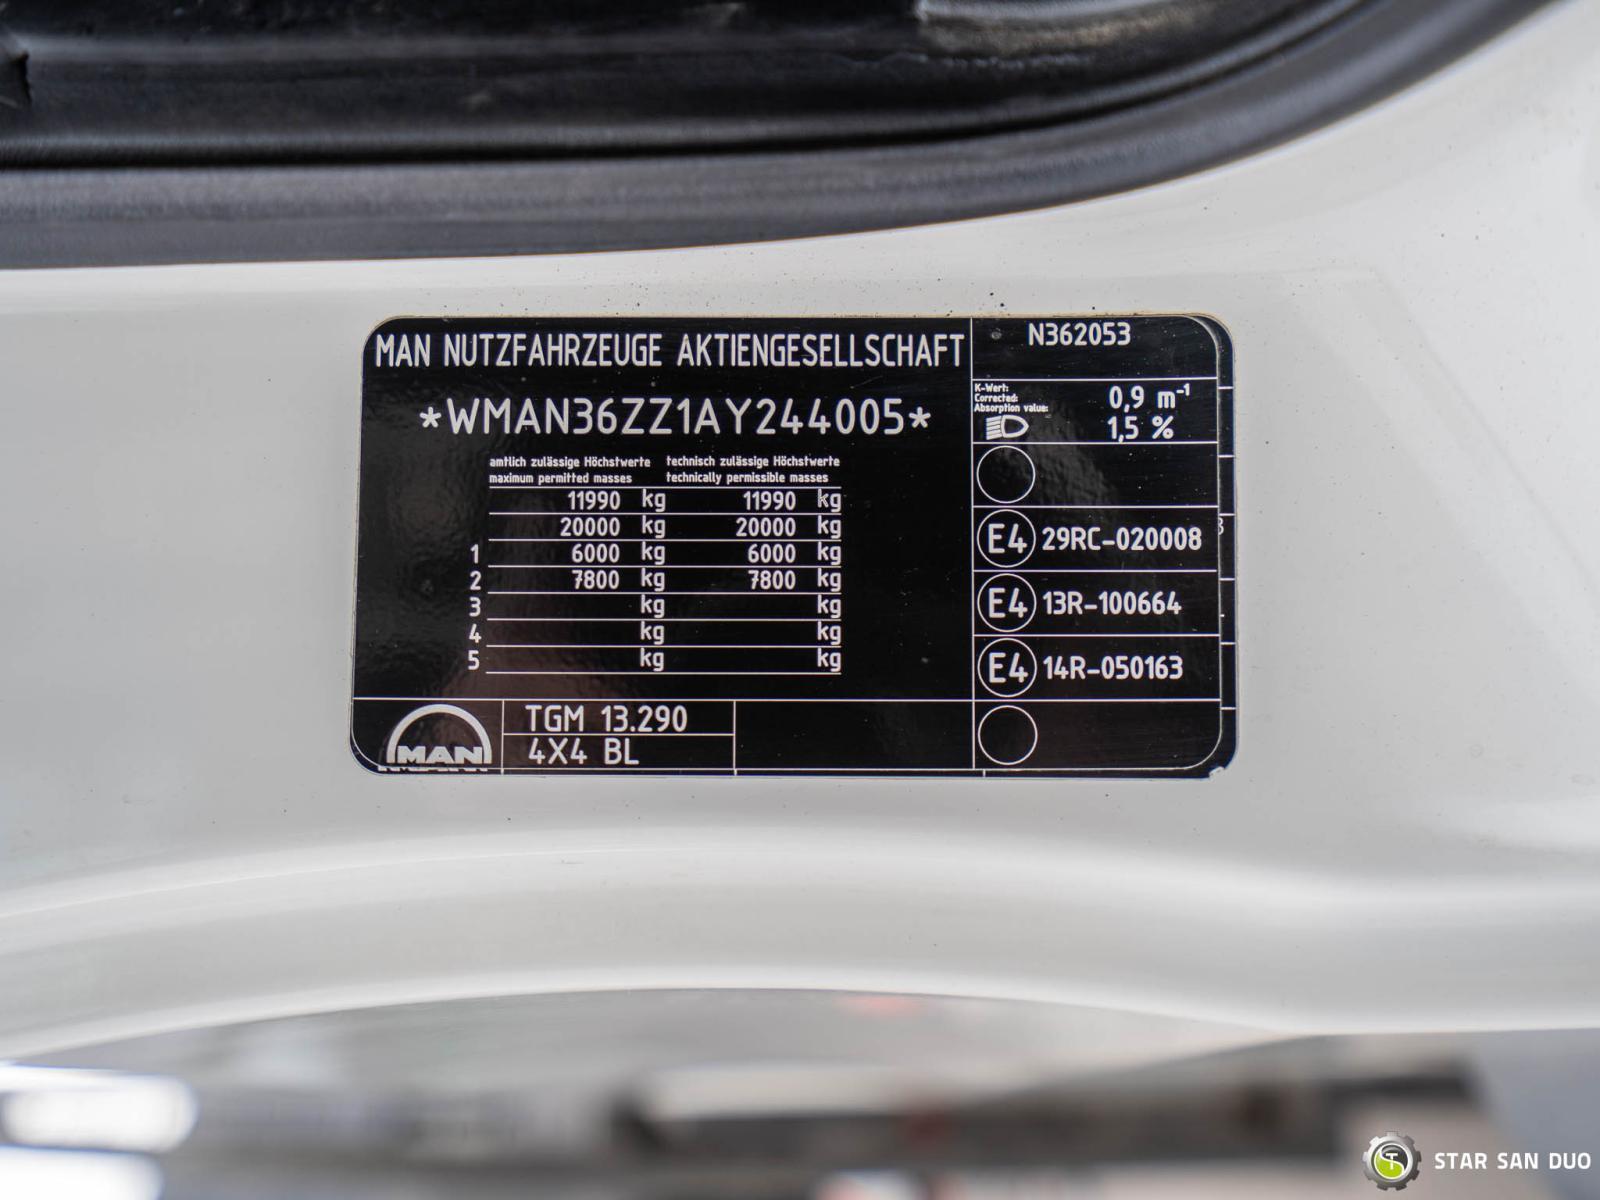 MAN NUTZFAHRZEUGE AKTIENGESELLSCHAFT
*WMAN36ZZ1AY244005*
amtlich zulässige Höchstwerte technisch zulässige Höchstwerte
maximum permitted masses technically permissible masses
11990 kg 11990 kg
20000 kg 20000 kg
1 6000 kg 6000 kg
2 7800 kg 7800 kg
3 kg kg
4 kg kg
5 kg kg
MAN
TGM 13.290
4X4 BL
N362053
K-Wert:
Corrected:
Absorption value:
0,9 m⁻¹
1,5 %
E4 29RC-020008
E4 13R-100664
E4 14R-050163
STAR SAN DUO